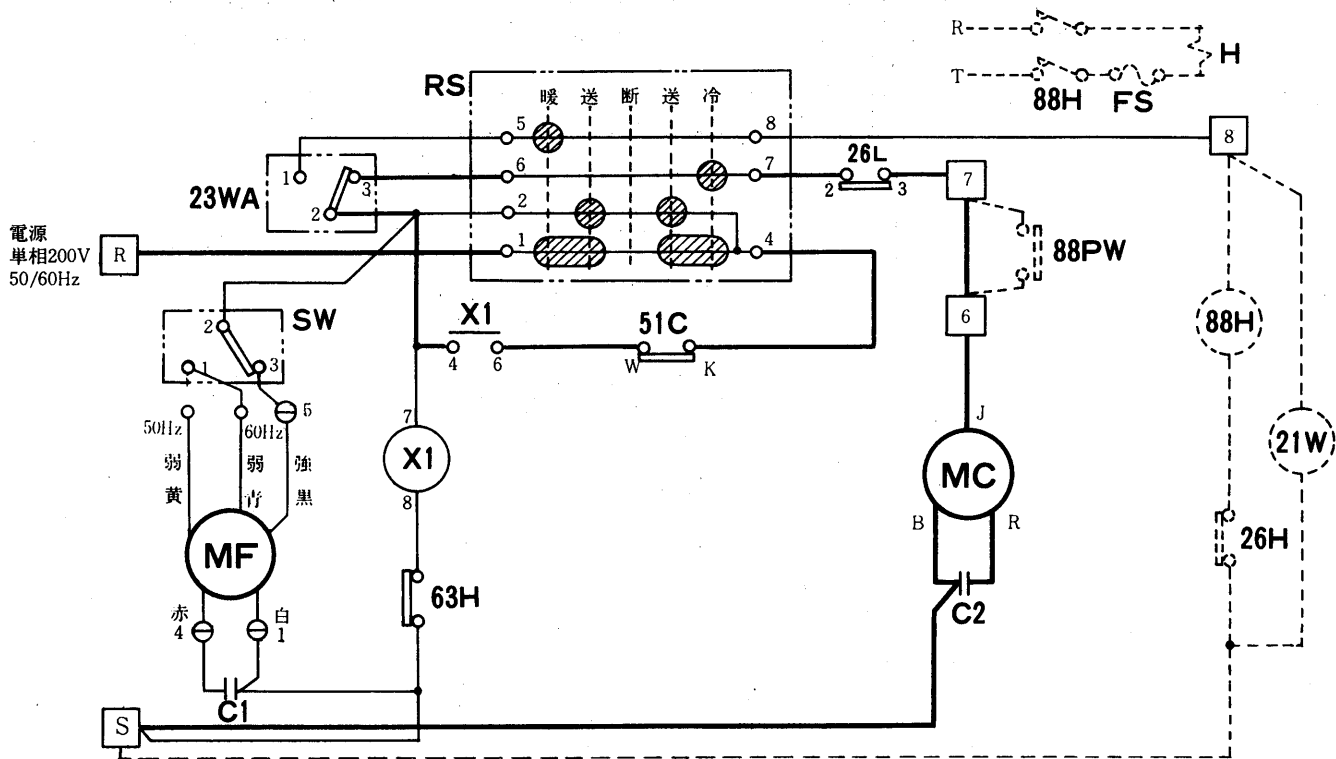 R
T
88H
FS
H
RS
暖 送 断 送 冷
5
8
6
7
2
1
4
23WA
1
3
2
26L
2
3
7
8
電源
単相200V
50/60Hz
R
88PW
6
SW
2
1
3
X1
4
6
51C
W
K
88H
50Hz
60Hz
5
弱
黄
弱
青
強
黒
7
X1
8
J
MC
B
R
C2
21W
26H
MF
赤
4
白
1
63H
C1
S